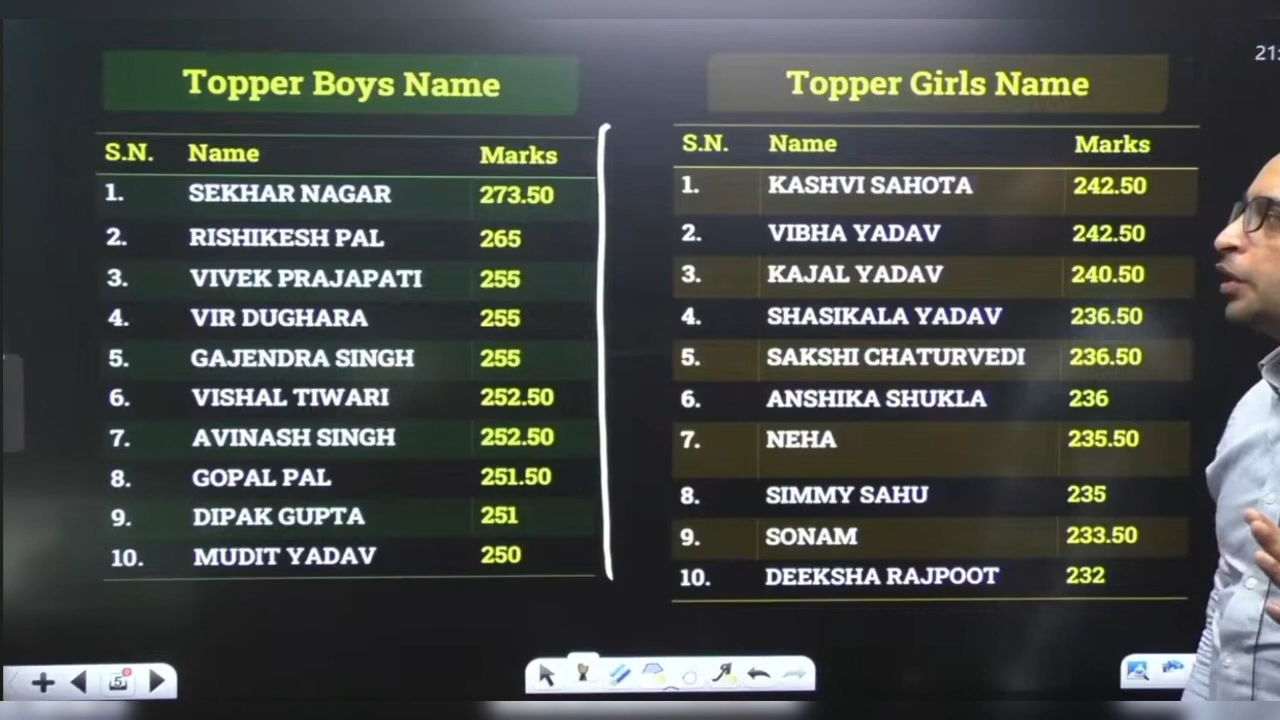 Topper Boys Name
S.N. Name Marks
1. SEKHAR NAGAR 273.50
2. RISHIKESH PAL 265
3. VIVEK PRAJAPATI 255
4. VIR DUGHARA 255
5. GAJENDRA SINGH 255
6. VISHAL TIWARI 252.50
7. AVINASH SINGH 252.50
8. GOPAL PAL 251.50
9. DIPAK GUPTA 251
10. MUDIT YADAV 250
Topper Girls Name
S.N. Name Marks
1. KASHVI SAHOTA 242.50
2. VIBHA YADAV 242.50
3. KAJAL YADAV 240.50
4. SHASIKALA YADAV 236.50
5. SAKSHI CHATURVEDI 236.50
6. ANSHIKA SHUKLA 236
7. NEHA 235.50
8. SIMMY SAHU 235
9. SONAM 233.50
10. DEEKSHA RAJPOOT 232
21: